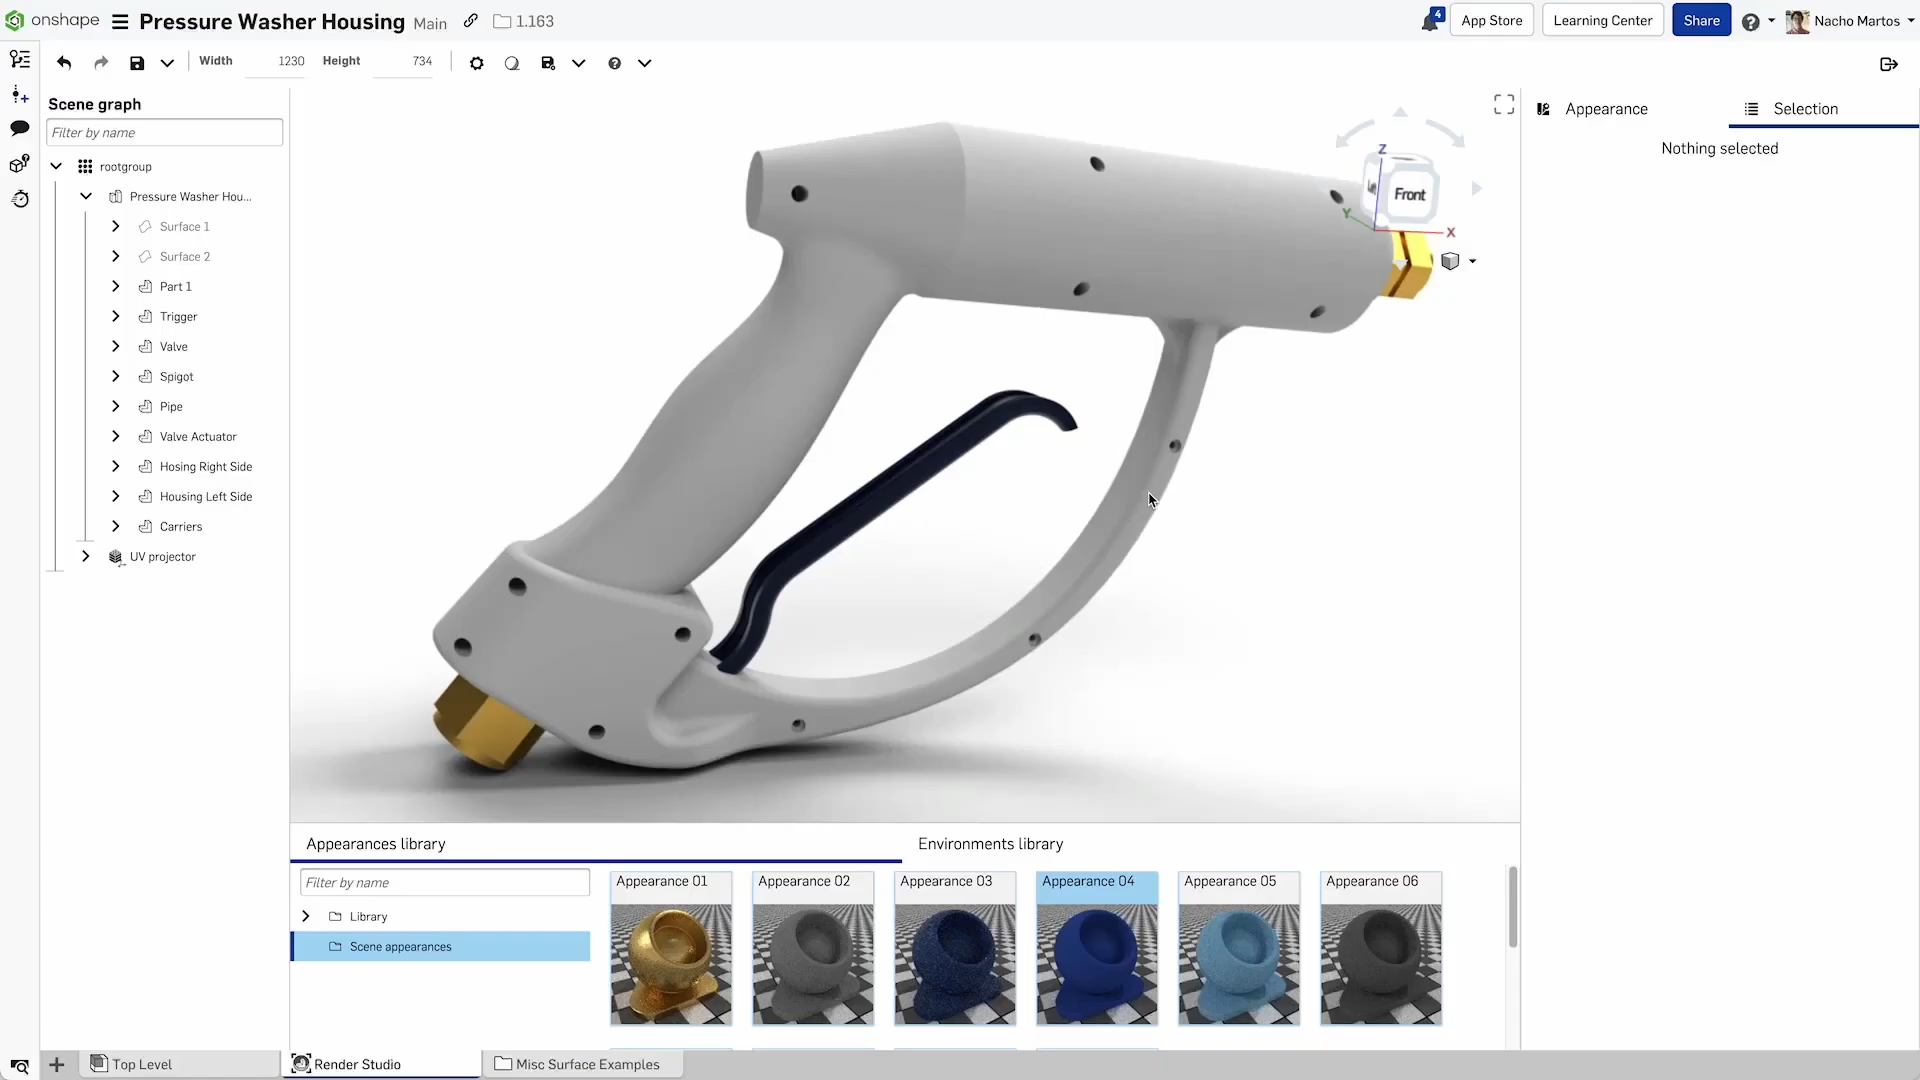 onshape Pressure Washer Housing Main 1.163
4 App Store Learning Center Share Nacho Martos
Width 1230 Height 734
Scene graph
Filter by name
rootgroup
Pressure Washer Hou...
Surface 1
Surface 2
Part 1
Trigger
Valve
Spigot
Pipe
Valve Actuator
Hosing Right Side
Housing Left Side
Carriers
UV projector
Z
Front
Y
X
Appearance Selection
Nothing selected
Appearances library Environments library
Filter by name
Library
Scene appearances
Appearance 01 Appearance 02 Appearance 03 Appearance 04 Appearance 05 Appearance 06
Top Level Render Studio Misc Surface Examples